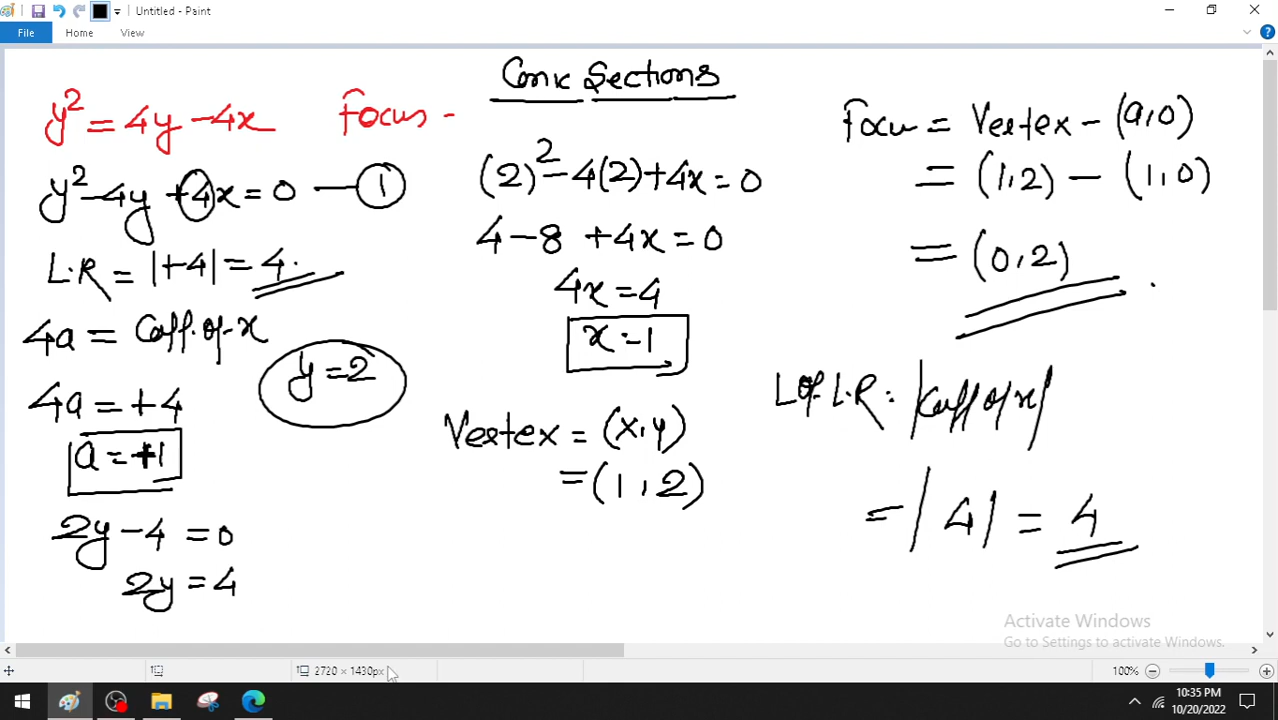 Untitled - Paint
File Home View
Conic Sections
y² = 4y - 4x Focus -
y² - 4y + 4x = 0 — 1
L.R = |+4| = 4.
4a = Coff. of x
4a = +4
a = +1
2y - 4 = 0
2y = 4
y = 2
(2)² - 4(2) + 4x = 0
4 - 8 + 4x = 0
4x = 4
x = 1
Vertex = (x, y)
= (1, 2)
Focu = Vertex - (a, 0)
= (1, 2) - (1, 0)
= (0, 2)
L of L.R = |Coff of x|
= |4| = 4
Activate Windows
Go to Settings to activate Windows.
2720 × 1430px
100%
10:35 PM
10/20/2022